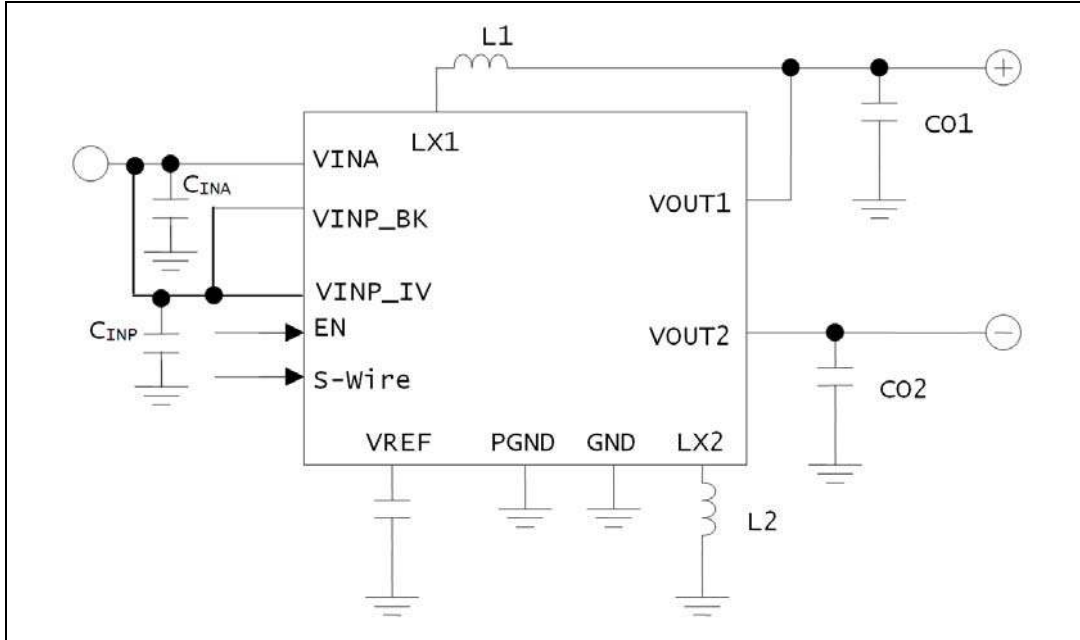 L1
+
LX1
CO1
VINA
CINA
VOUT1
VINP_BK
VINP_IV
CINP
EN
VOUT2
−
S-Wire
CO2
VREF
PGND
GND
LX2
L2